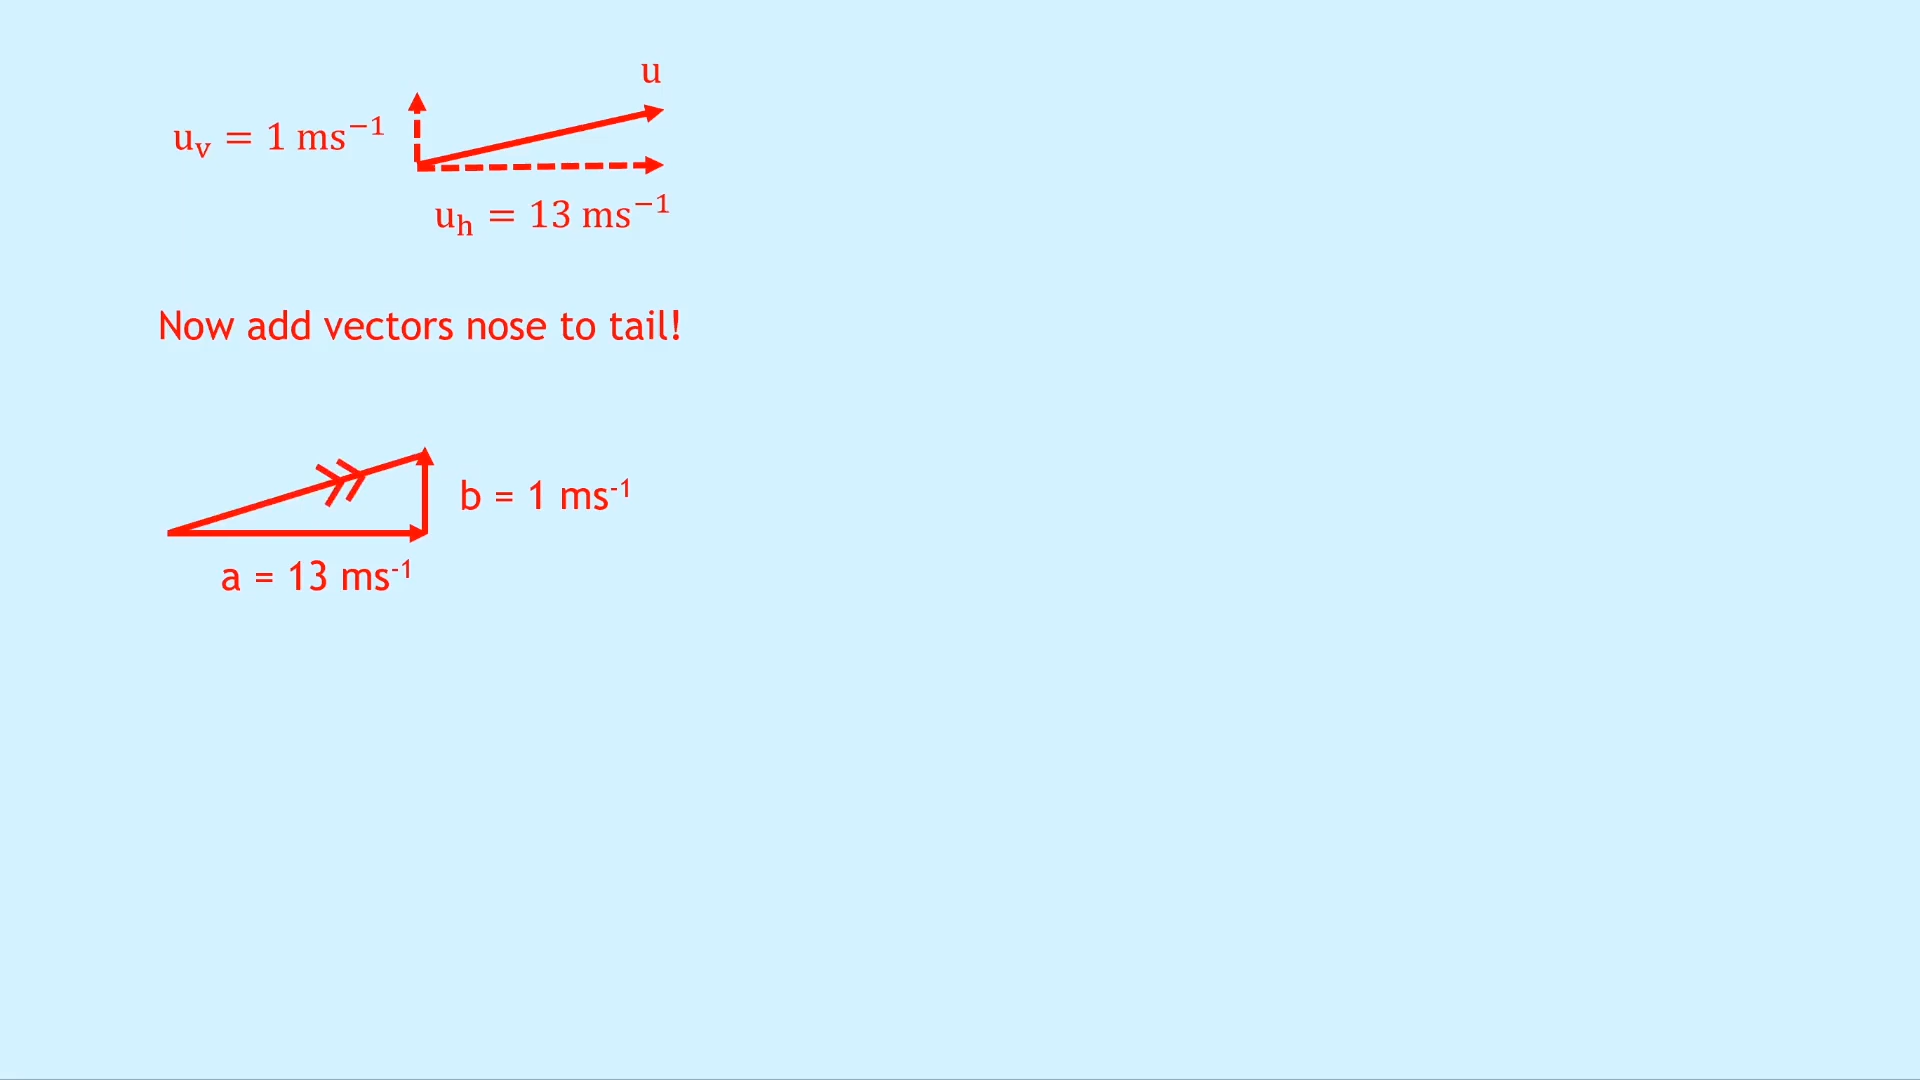 u
uᵥ = 1 ms⁻¹
uₕ = 13 ms⁻¹
Now add vectors nose to tail!
b = 1 ms⁻¹
a = 13 ms⁻¹